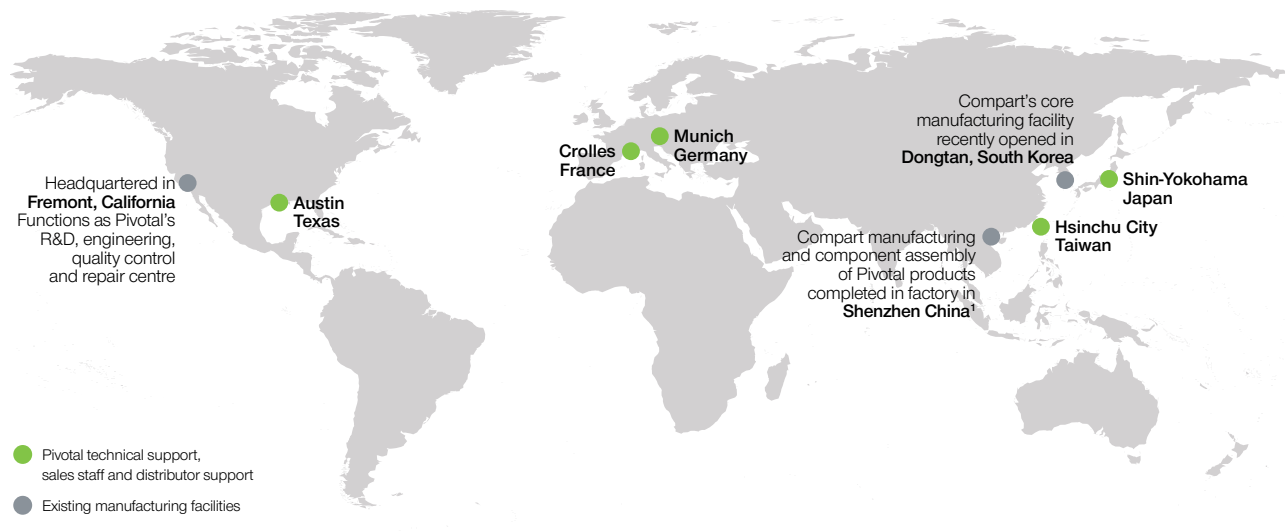 Headquartered in
Fremont, California
Functions as Pivotal's
R&D, engineering,
quality control
and repair centre
Austin
Texas
Crolles
France
Munich
Germany
Compart's core
manufacturing facility
recently opened in
Dongtan, South Korea
Shin-Yokohama
Japan
Hsinchu City
Taiwan
Compart manufacturing
and component assembly
of Pivotal products
completed in factory in
Shenzhen China¹
Pivotal technical support,
sales staff and distributor support
Existing manufacturing facilities